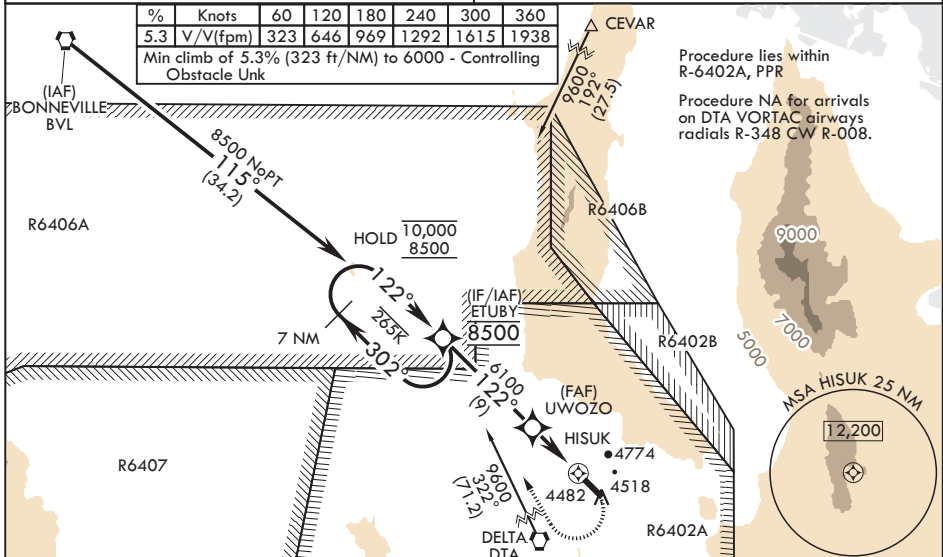 % Knots 60 120 180 240 300 360
5.3 V/V(fpm) 323 646 969 1292 1615 1938
Min climb of 5.3% (323 ft/NM) to 6000 - Controlling
Obstacle Unk
CEVAR
9600
192°
(27.5)
Procedure lies within
R-6402A, PPR
Procedure NA for arrivals
on DTA VORTAC airways
radials R-348 CW R-008.
(IAF)
BONNEVILLE
BVL
8500 NoPT
115°
(34.2)
R6406A
R6406B
HOLD 10,000
8500
9000
7000
5000
122°
265K
302°
7 NM
(IF/IAF)
ETUBY
8500
R6402B
6100
122°
(9)
(FAF)
UWOZO
HISUK
4774
4518
4482
MSA HISUK 25 NM
12,200
R6407
9600
322°
(71.2)
DELTA
DTA
R6402A